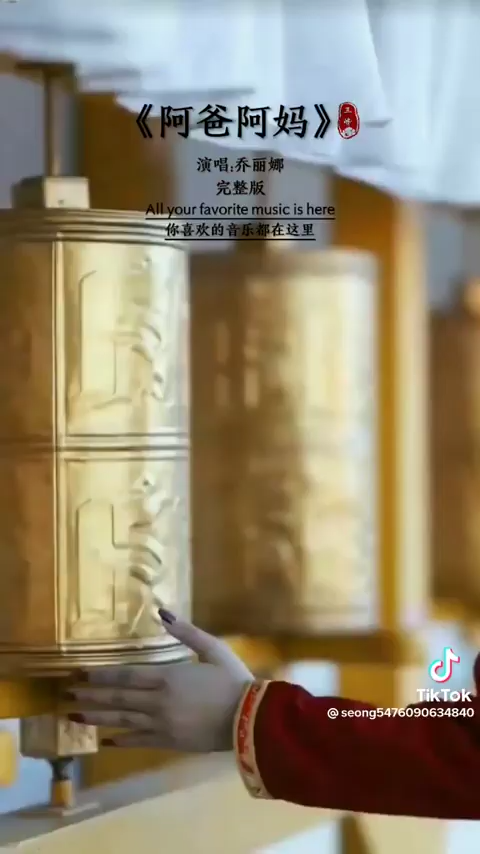 《阿爸阿妈》
演唱:乔丽娜
完整版
All your favorite music is here
你喜欢的音乐都在这里
TikTok
@seong5476090634840